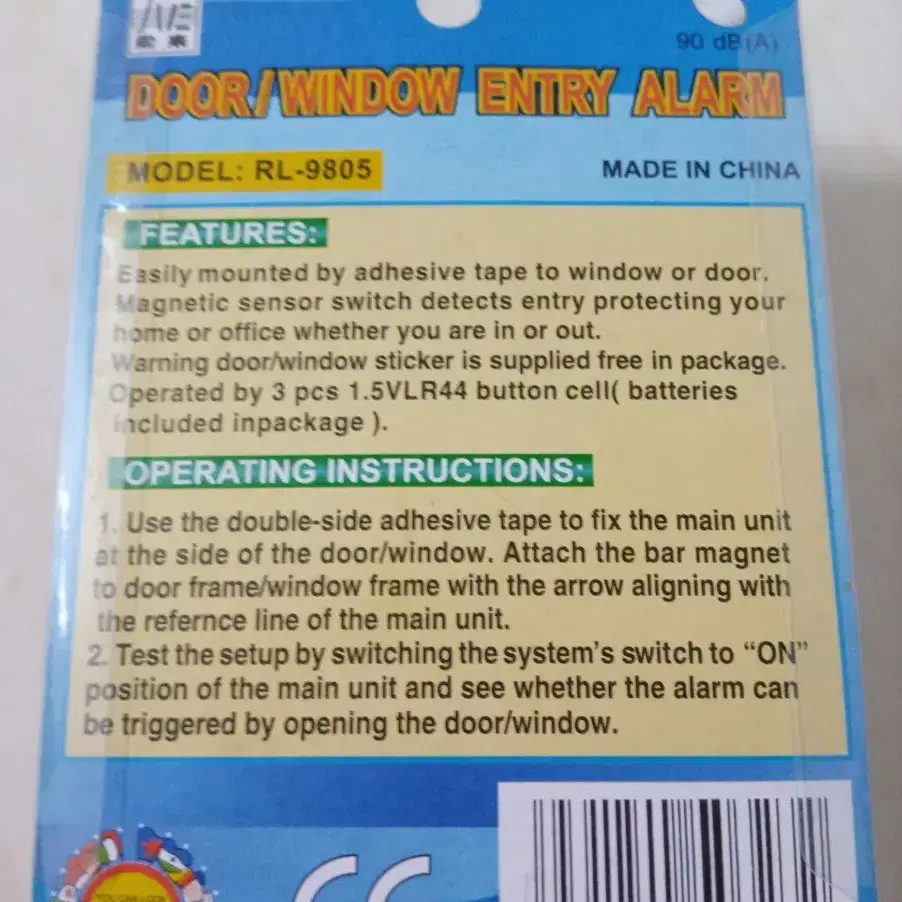 90 dB(A)
DOOR/WINDOW ENTRY ALARM
MODEL: RL-9805
MADE IN CHINA
FEATURES:
Easily mounted by adhesive tape to window or door.
Magnetic sensor switch detects entry protecting your
home or office whether you are in or out.
Warning door/window sticker is supplied free in package.
Operated by 3 pcs 1.5VLR44 button cell( batteries
included inpackage ).
OPERATING INSTRUCTIONS:
1. Use the double-side adhesive tape to fix the main unit
at the side of the door/window. Attach the bar magnet
to door frame/window frame with the arrow aligning with
the refernce line of the main unit.
2. Test the setup by switching the system's switch to “ON”
position of the main unit and see whether the alarm can
be triggered by opening the door/window.
CE
YOU CAN LOOK